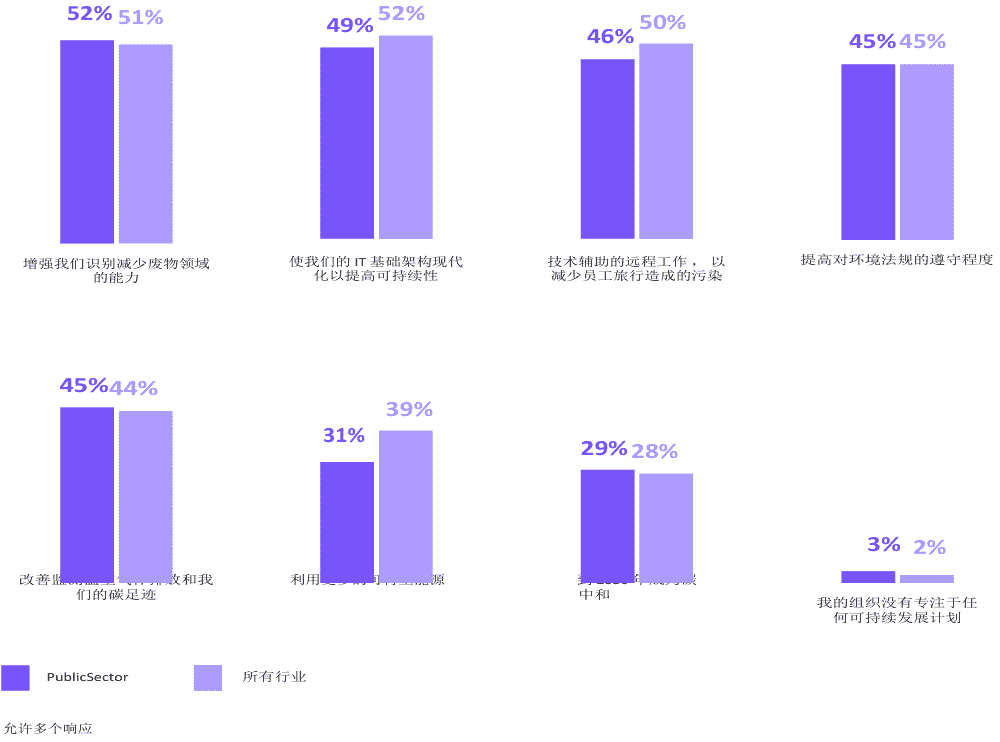 52% 51%
49% 52%
46% 50%
45% 45%
增强我们识别减少废物领域
的能力
使我们的 IT 基础架构现代
化以提高可持续性
技术辅助的远程工作，以
减少员工旅行造成的污染
提高对环境法规的遵守程度
45% 44%
31% 39%
29% 28%
3% 2%
改善监 和我
们的碳足迹
利用 能源
中和
我的组织没有专注于任
何可持续发展计划
PublicSector
所有行业
允许多个响应